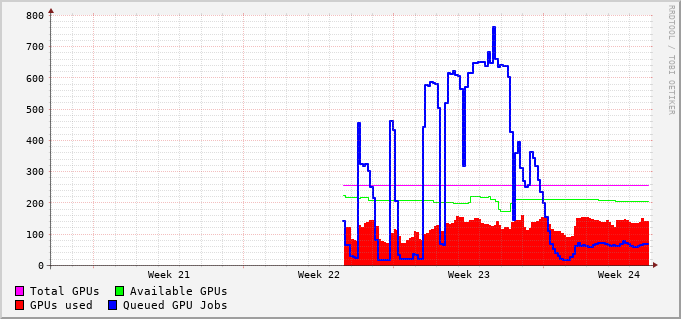 800
700
600
500
400
300
200
100
0
Week 21 Week 22 Week 23 Week 24
Total GPUs Available GPUs
GPUs used Queued GPU Jobs
RRDTOOL / TOBI OETIKER